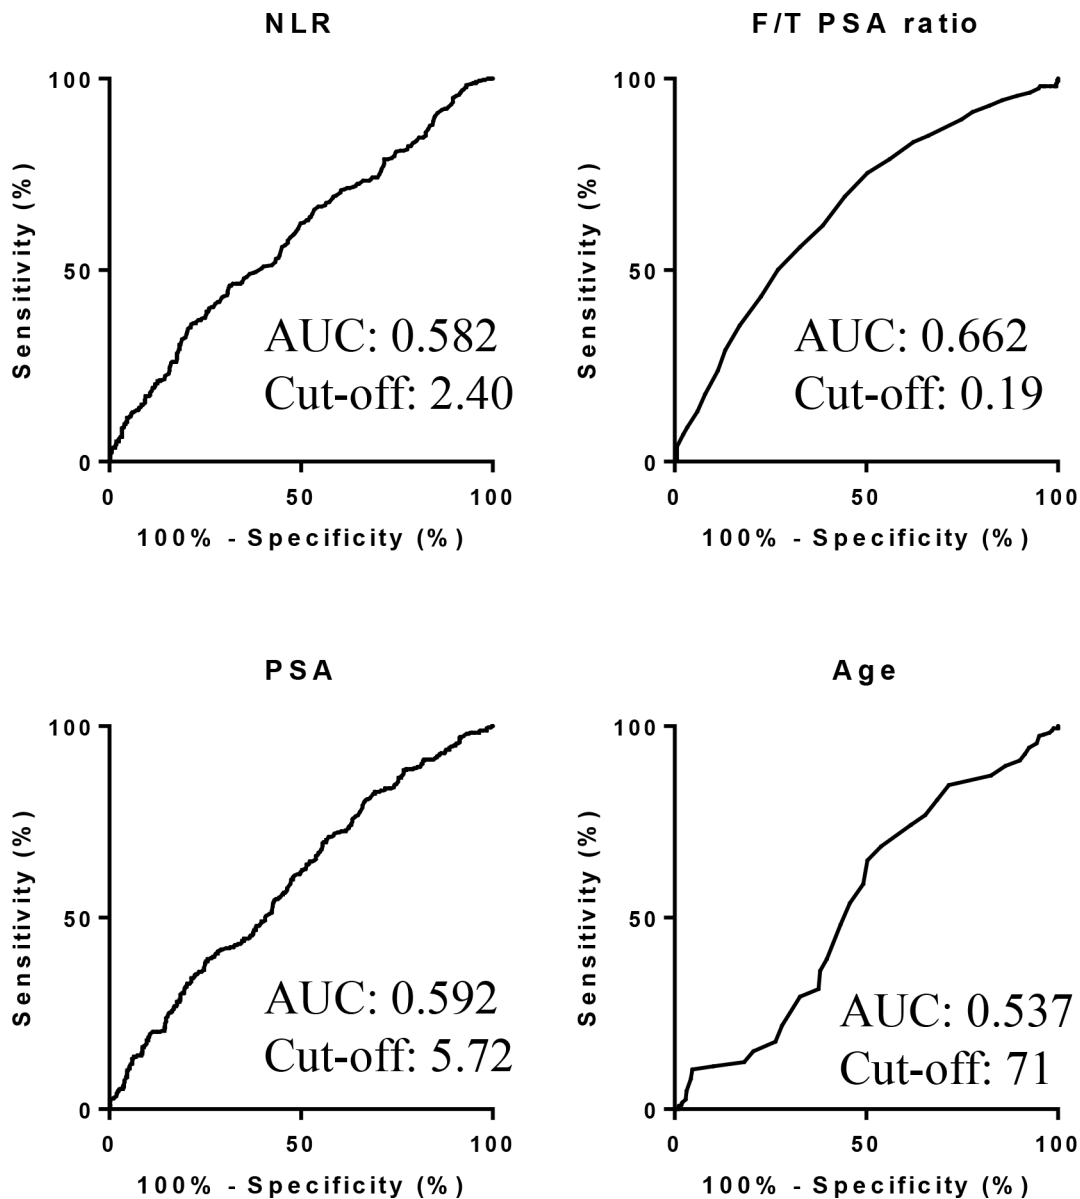 NLR
100
50
0
Sensitivity (%)
AUC: 0.582
Cut-off: 2.40
0 50 100
100% - Specificity (%)
F/T PSA ratio
100
50
0
Sensitivity (%)
AUC: 0.662
Cut-off: 0.19
0 50 100
100% - Specificity (%)
PSA
100
50
0
Sensitivity (%)
AUC: 0.592
Cut-off: 5.72
0 50 100
100% - Specificity (%)
Age
100
50
0
Sensitivity (%)
AUC: 0.537
Cut-off: 71
0 50 100
100% - Specificity (%)